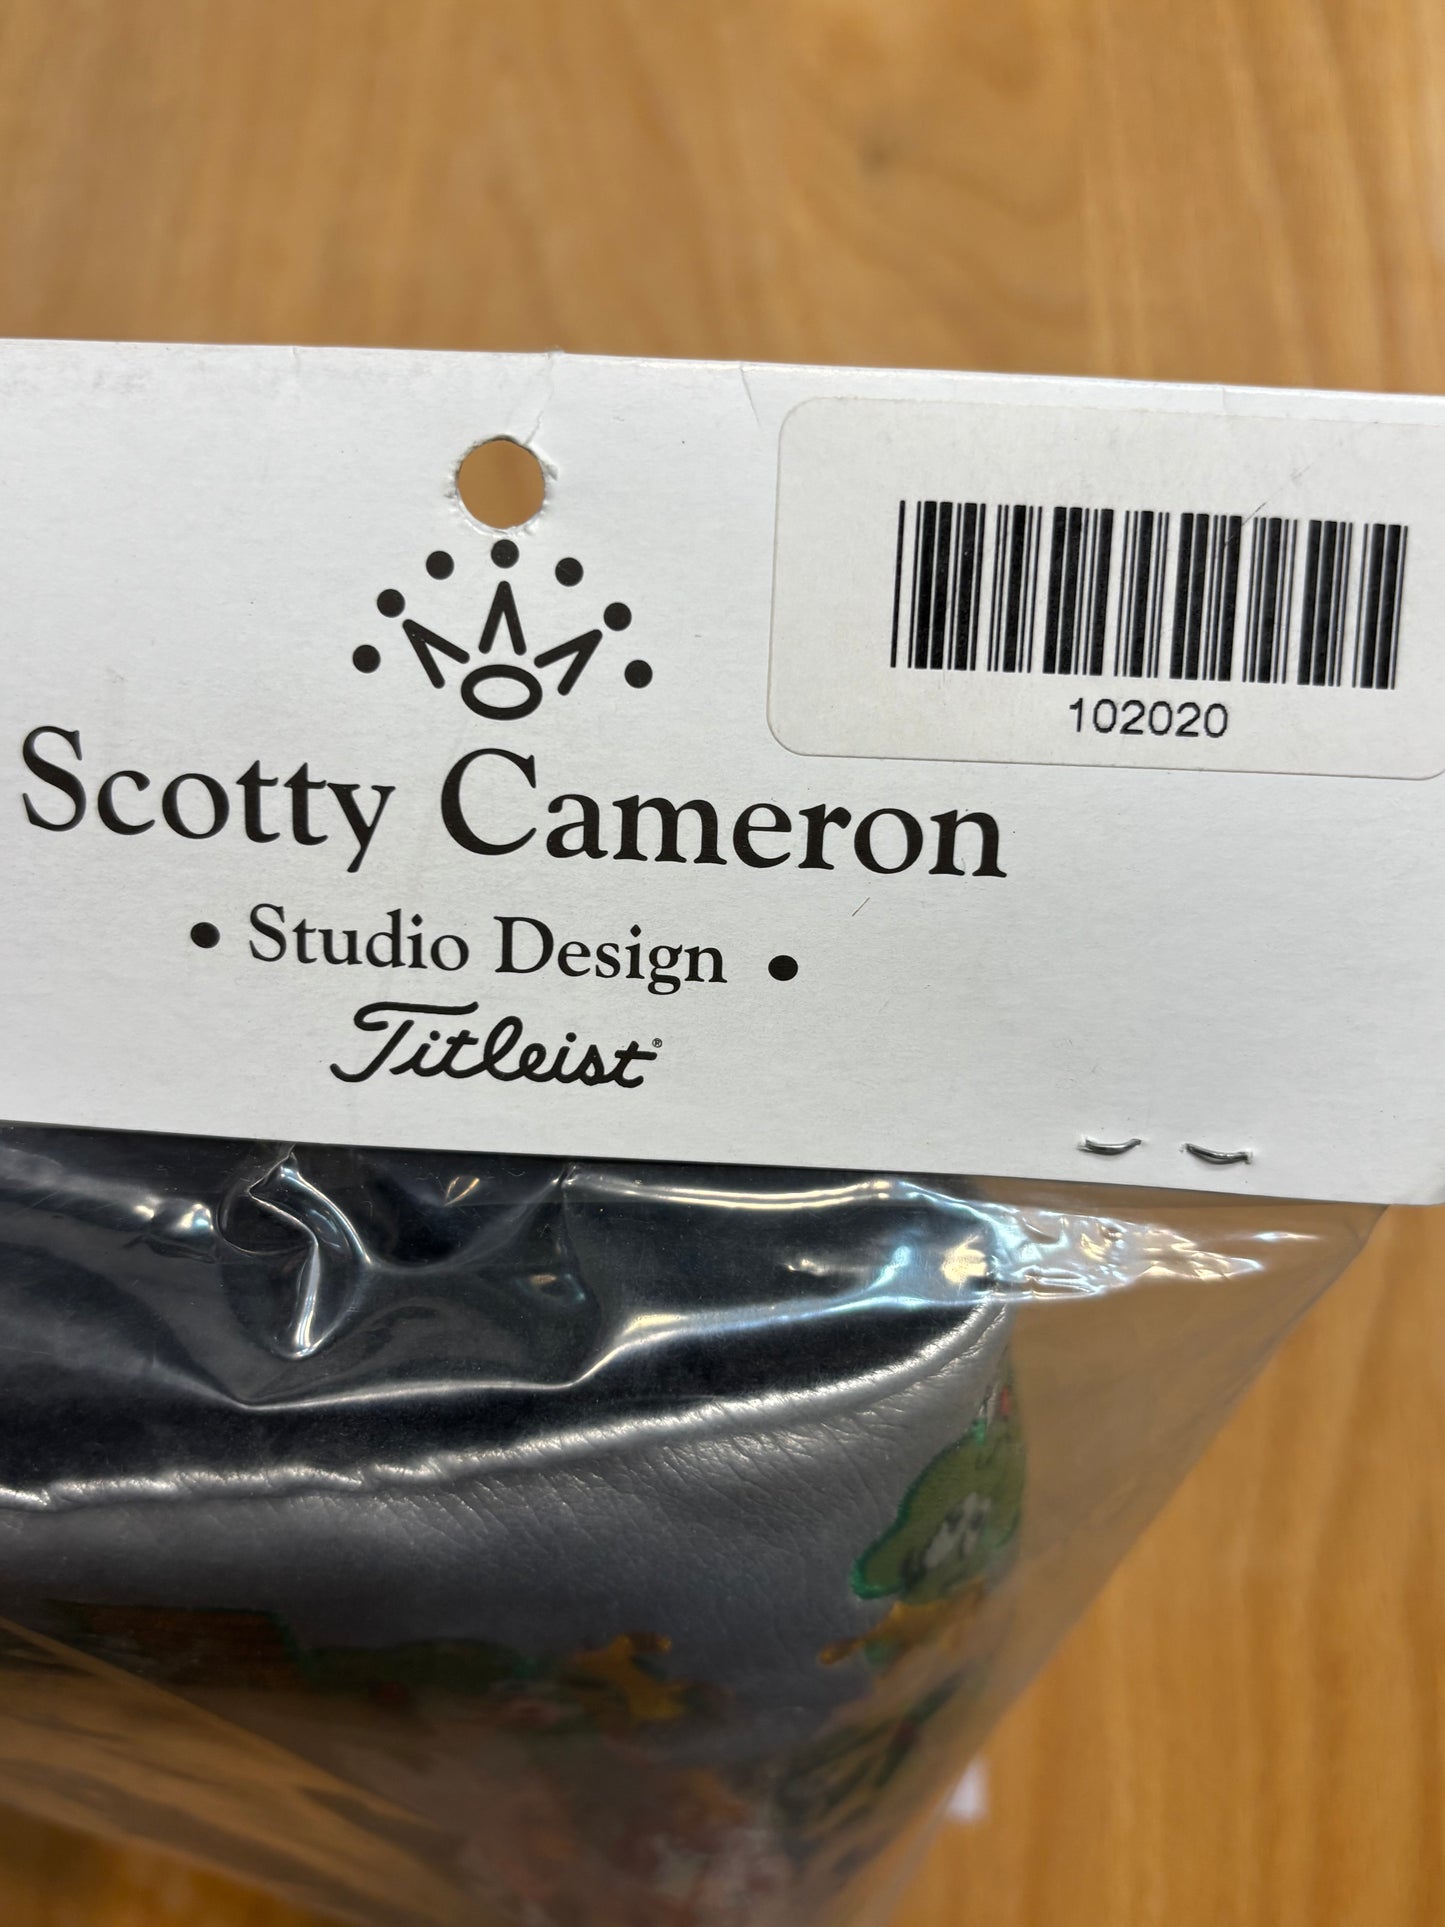 102020
Scotty Cameron
• Studio Design •
Titleist®